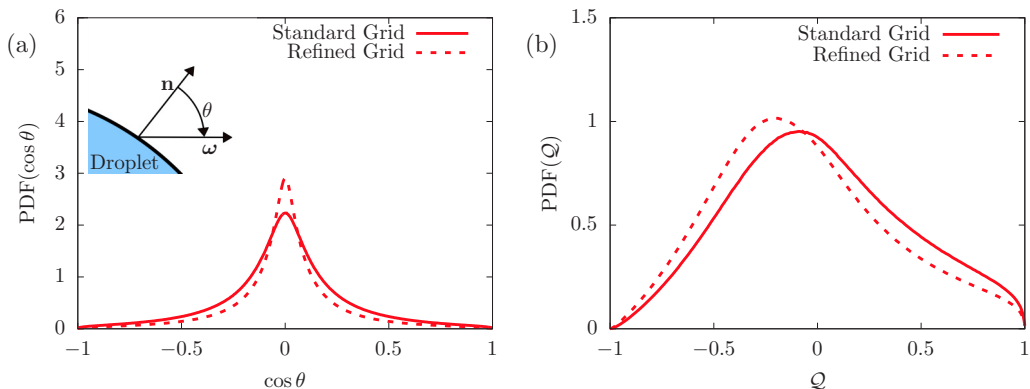 (a)
PDF(cos θ)
6
5
4
3
2
1
0
Standard Grid
Refined Grid
n
θ
ω
Droplet
−1 −0.5 0 0.5 1
cos θ
(b)
PDF(𝒬)
1.5
1
0.5
0
Standard Grid
Refined Grid
−1 −0.5 0 0.5 1
𝒬